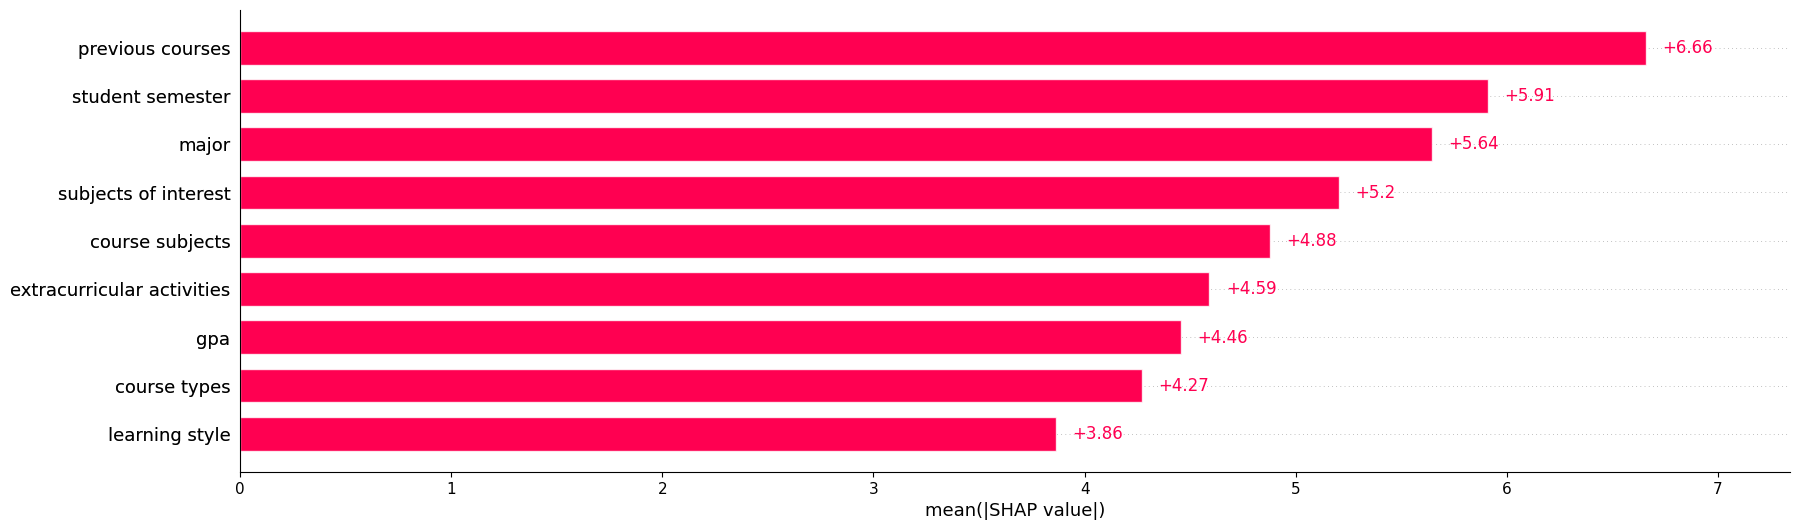 previous courses +6.66
student semester +5.91
major +5.64
subjects of interest +5.2
course subjects +4.88
extracurricular activities +4.59
gpa +4.46
course types +4.27
learning style +3.86
0 1 2 3 4 5 6 7
mean(|SHAP value|)